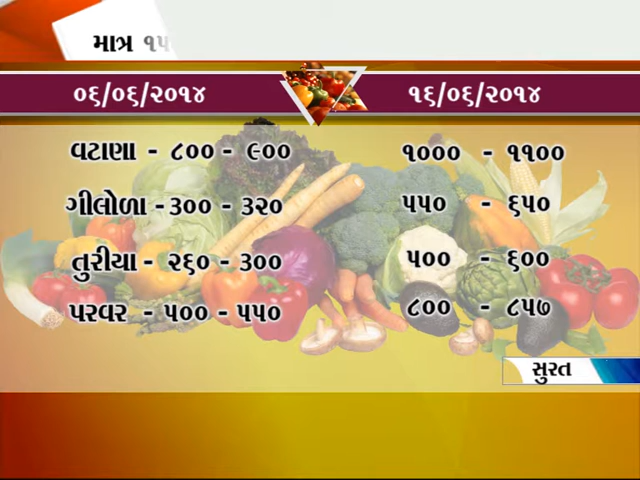 માત્ર ૧૫
૦૬/૦૬/૨૦૧૪ ૧૬/૦૬/૨૦૧૪
વટાણા - ૮૦૦ - ૯૦૦ ૧૦૦૦ - ૧૧૦૦
ગીલોળા - ૩૦૦ - ૩૨૦ ૫૫૦ - ૬૫૦
તુરીયા - ૨૬૦ - ૩૦૦ ૫૦૦ - ૬૦૦
પરવર - ૫૦૦ - ૫૫૦ ૮૦૦ - ૮૫૭
સુરત